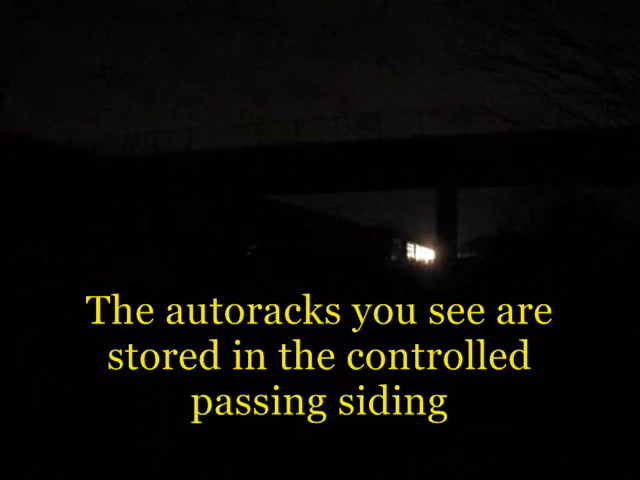 The autoracks you see are
stored in the controlled
passing siding